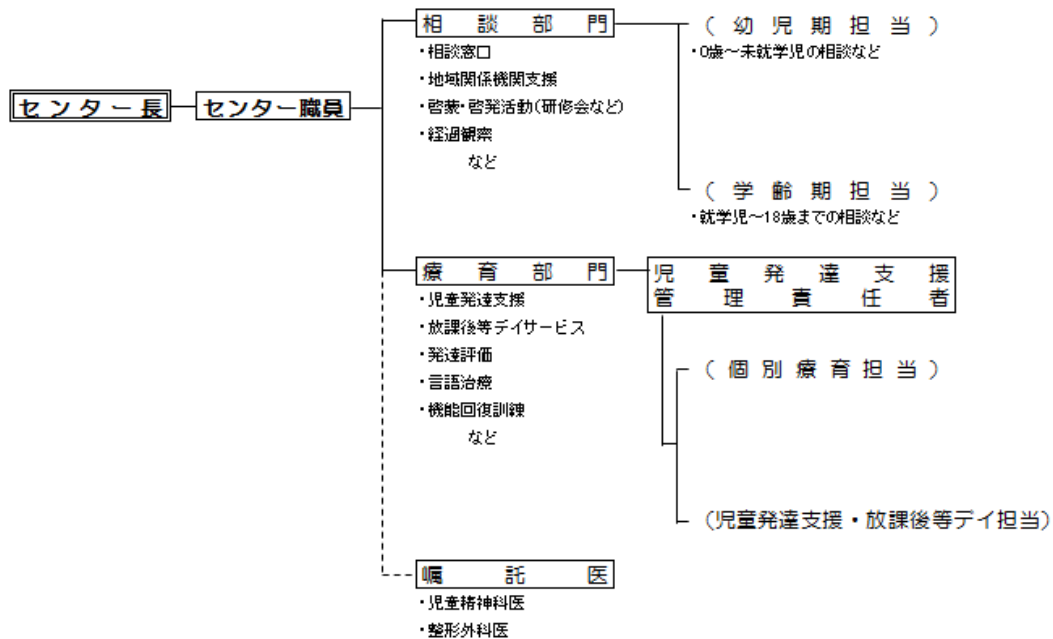 センター長
センター職員
相談部門
・相談窓口
・地域関係機関支援
・啓蒙・啓発活動(研修会など)
・経過観察
など
(幼児期担当)
・0歳～未就学児の相談など
(学齢期担当)
・就学児～18歳までの相談など
療育部門
・児童発達支援
・放課後等デイサービス
・発達評価
・言語治療
・機能回復訓練
など
児童発達支援
管理責任者
(個別療育担当)
(児童発達支援・放課後等デイ担当)
嘱託医
・児童精神科医
・整形外科医